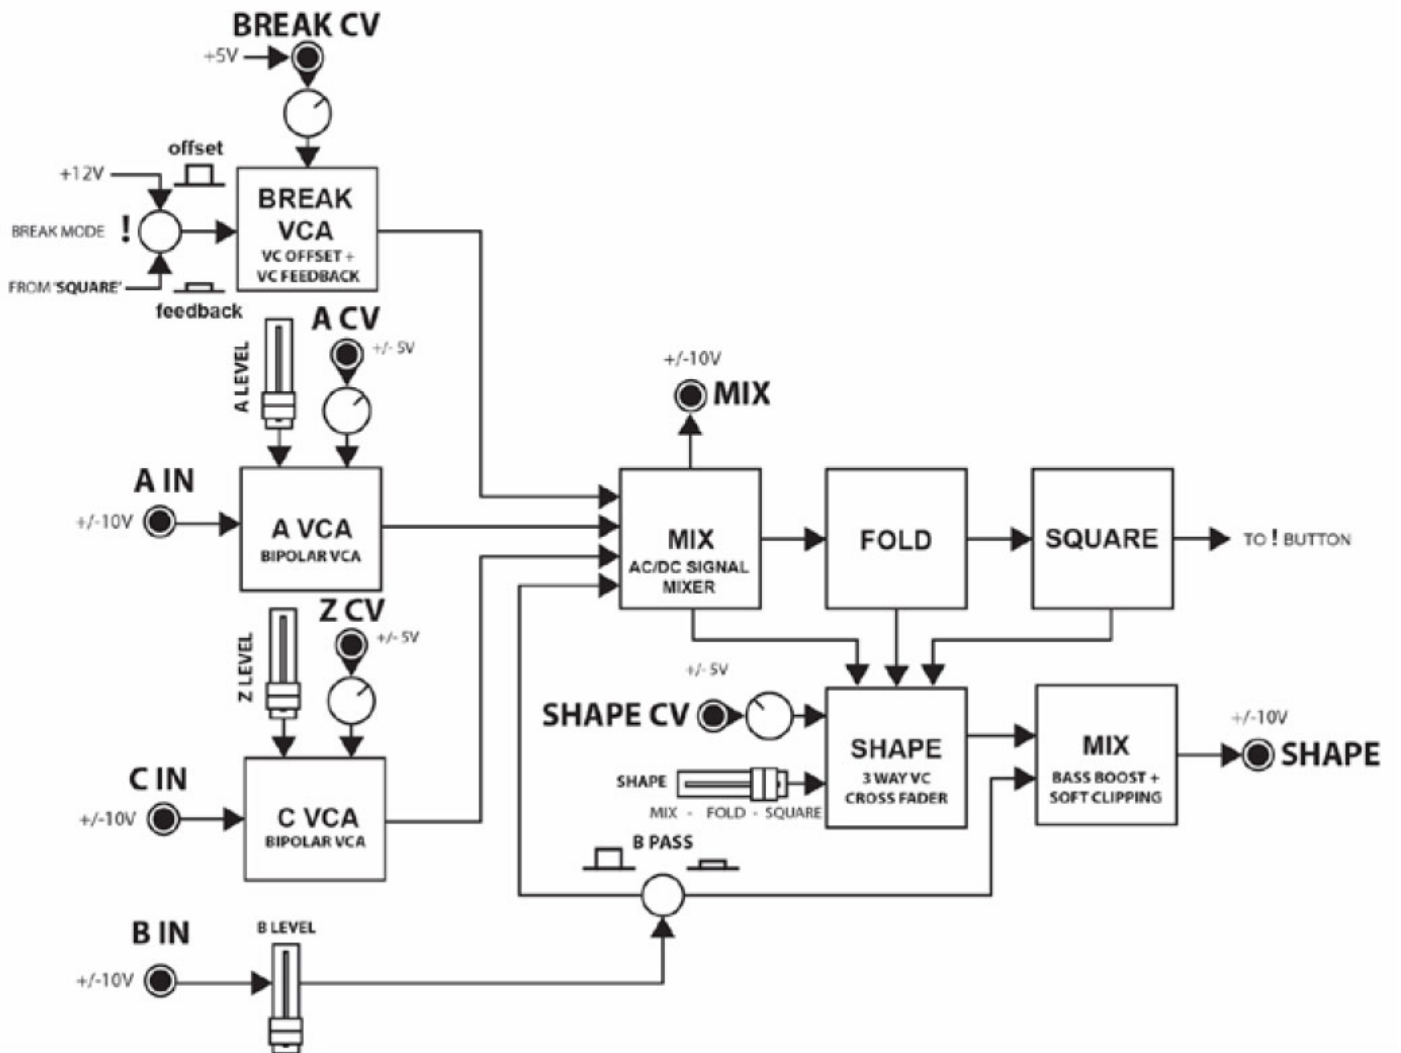 BREAK CV
+5V
offset
+12V
BREAK MODE !
FROM 'SQUARE'
feedback
BREAK
VCA
VC OFFSET +
VC FEEDBACK
A CV
+/- 5V
A LEVEL
A IN
+/-10V
A VCA
BIPOLAR VCA
+/-10V
MIX
MIX
AC/DC SIGNAL
MIXER
FOLD
SQUARE
TO ! BUTTON
Z CV
+/- 5V
Z LEVEL
C IN
+/-10V
C VCA
BIPOLAR VCA
+/- 5V
SHAPE CV
SHAPE
MIX - FOLD - SQUARE
SHAPE
3 WAY VC
CROSS FADER
MIX
BASS BOOST +
SOFT CLIPPING
+/-10V
SHAPE
B PASS
B IN
+/-10V
B LEVEL